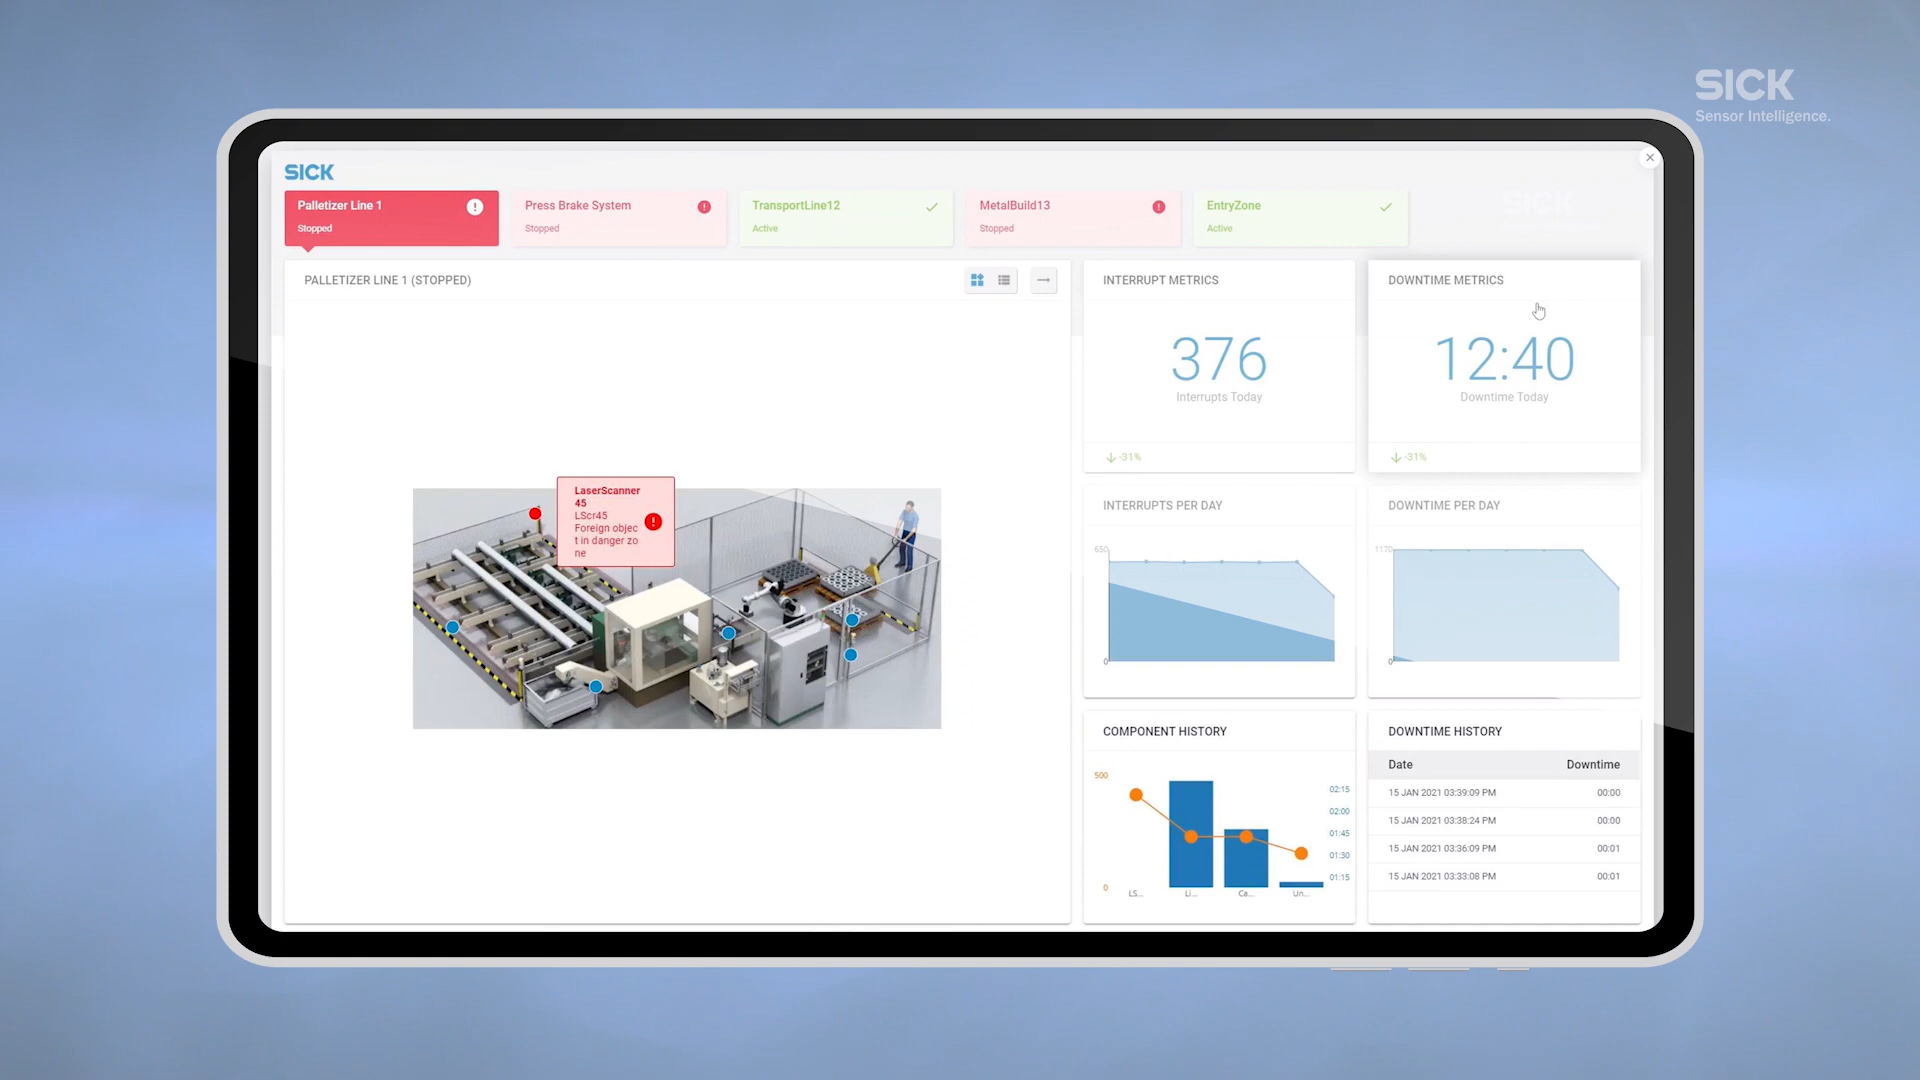 SICK
Sensor Intelligence.
SICK
Palletizer Line 1
Stopped
Press Brake System
Stopped
TransportLine12
Active
MetalBuild13
Stopped
EntryZone
Active
SICK
PALLETIZER LINE 1 (STOPPED)
LaserScanner
45
LScr45
Foreign objec
t in danger zo
ne
INTERRUPT METRICS
376
Interrupts Today
-31%
DOWNTIME METRICS
12:40
Downtime Today
-31%
INTERRUPTS PER DAY
650
0
DOWNTIME PER DAY
1170
0
COMPONENT HISTORY
500
0
02:15
02:00
01:45
01:30
01:15
LS...
Li...
Ca...
Un...
DOWNTIME HISTORY
Date Downtime
15 JAN 2021 03:39:09 PM 00:00
15 JAN 2021 03:38:24 PM 00:00
15 JAN 2021 03:36:09 PM 00:01
15 JAN 2021 03:33:08 PM 00:01